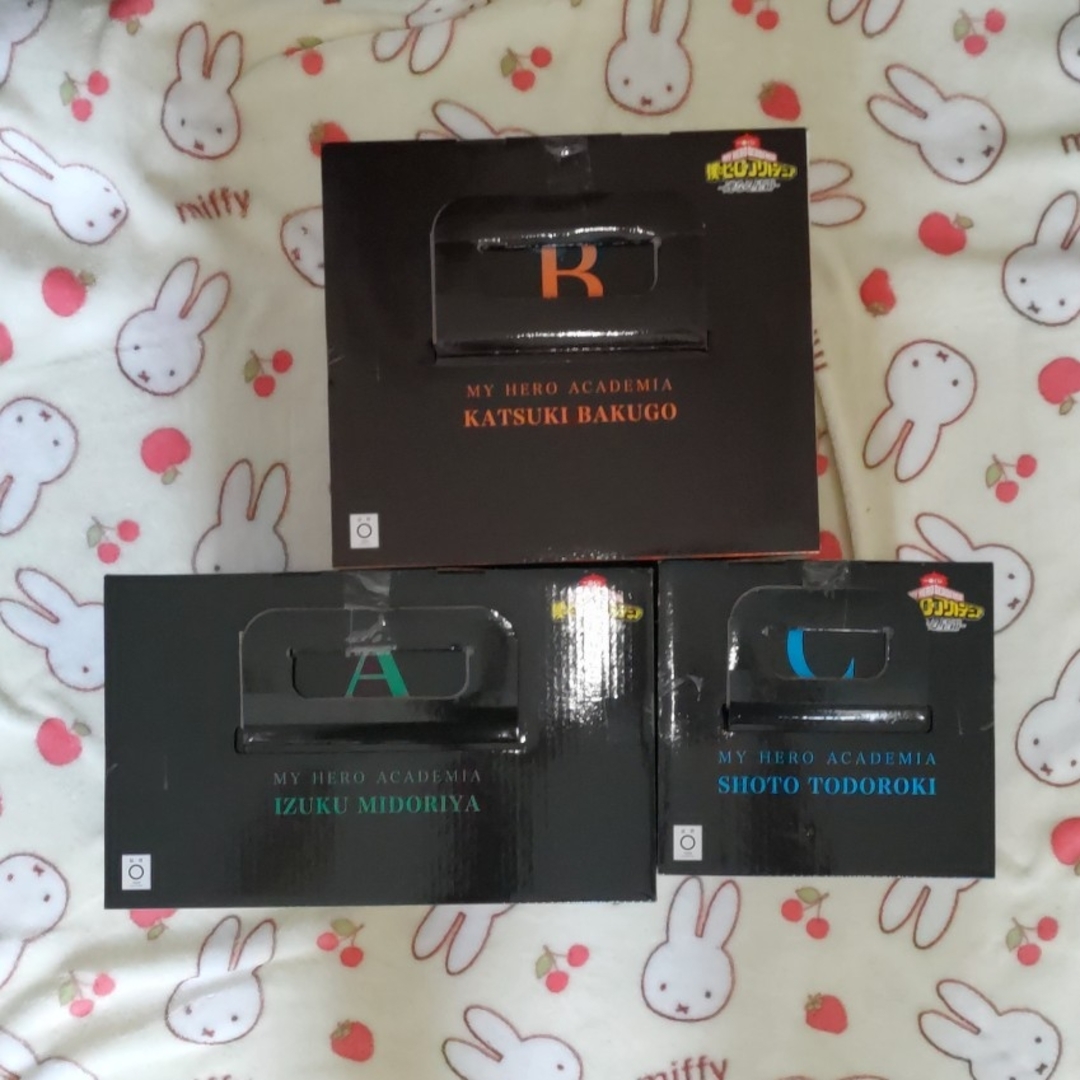 miffy
B
MY HERO ACADEMIA
KATSUKI BAKUGO
A
MY HERO ACADEMIA
IZUKU MIDORIYA
C
MY HERO ACADEMIA
SHOTO TODOROKI
miffy